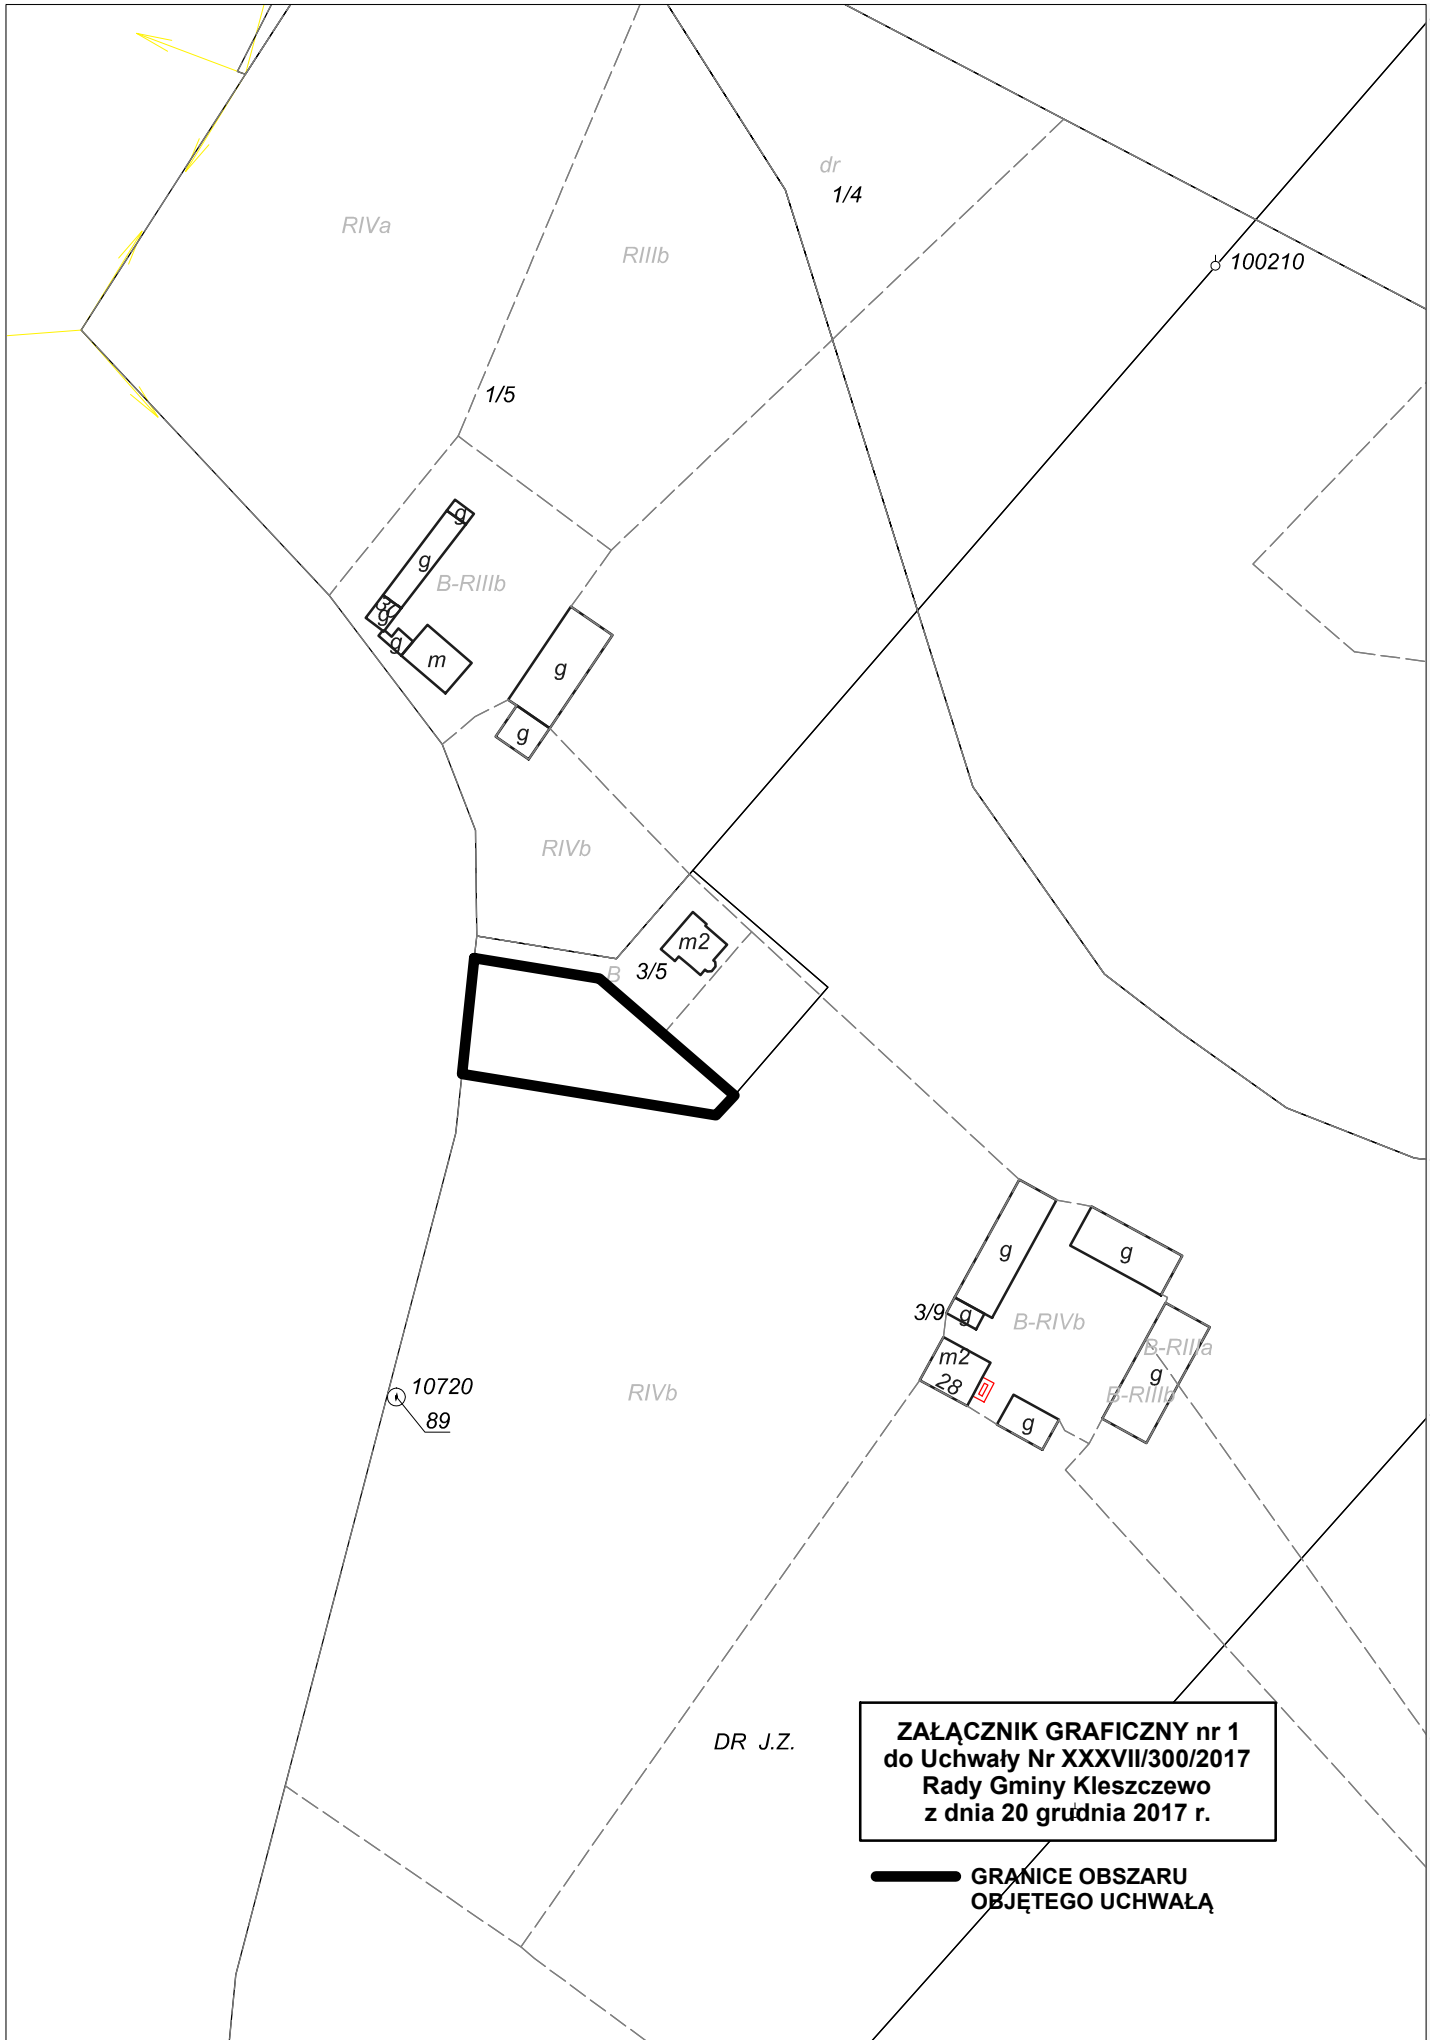 dr
1/4
RIVa
RIIIb
100210
1/5
g
g
B-RIIIb
g
g
m
g
g
RIVb
m2
B
3/5
g
g
3/9
g
B-RIVb
B-RIIIa
m2
28
g
B-RIIIb
g
10720
89
RIVb
DR J.Z.
ZAŁĄCZNIK GRAFICZNY nr 1
do Uchwały Nr XXXVII/300/2017
Rady Gminy Kleszczewo
z dnia 20 grudnia 2017 r.
GRANICE OBSZARU
OBJĘTEGO UCHWAŁĄ